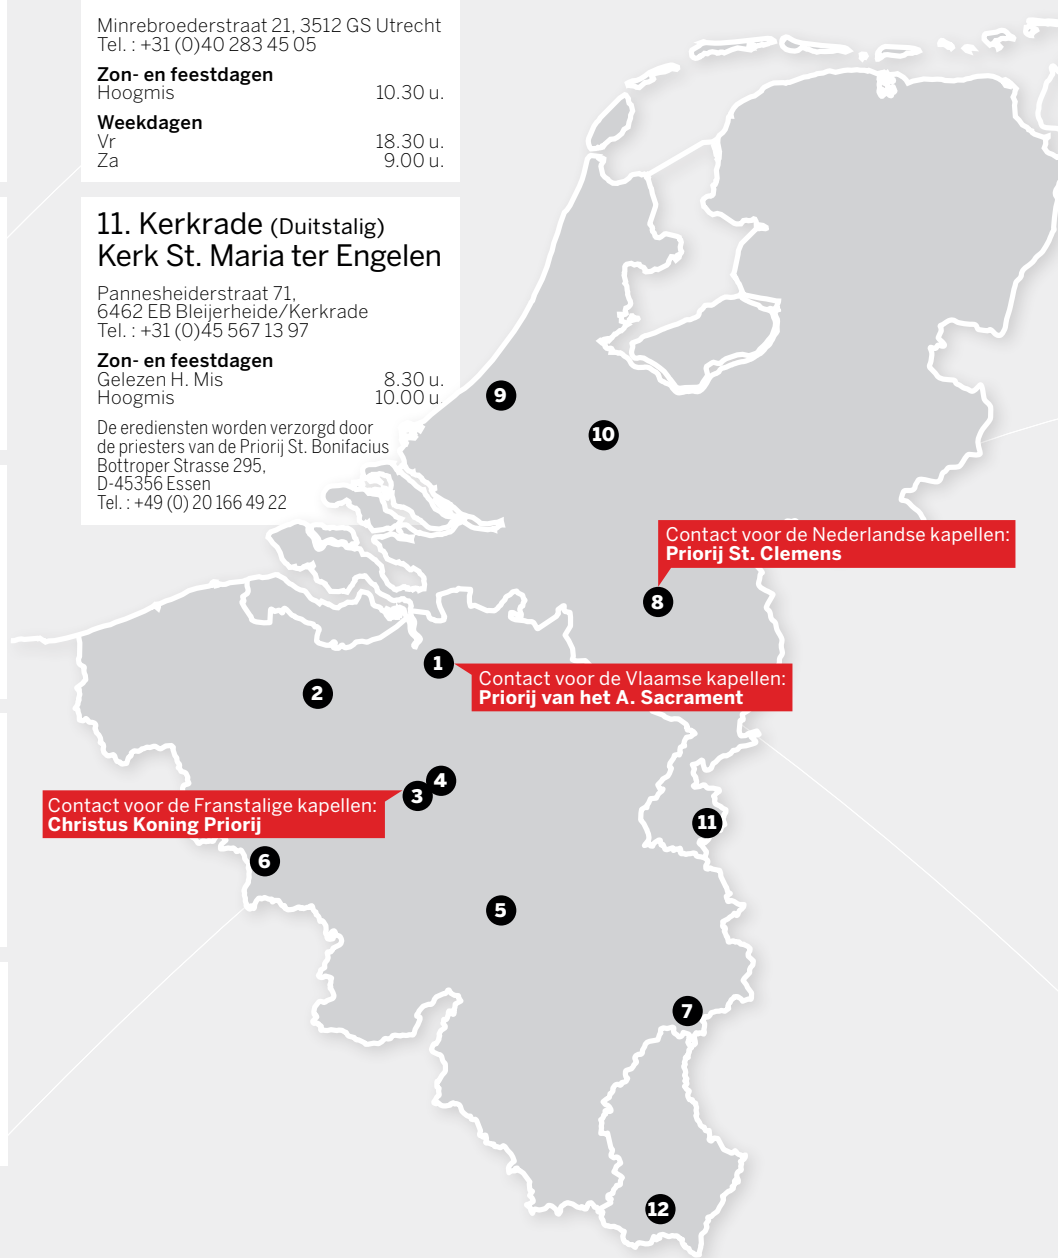 Minrebroederstraat 21, 3512 GS Utrecht
Tel. : +31 (0)40 283 45 05
Zon- en feestdagen
Hoogmis 10.30 u.
Weekdagen
Vr 18.30 u.
Za 9.00 u.
11. Kerkrade (Duitstalig)
Kerk St. Maria ter Engelen
Pannesheiderstraat 71,
6462 EB Bleijerheide/Kerkrade
Tel. : +31 (0)45 567 13 97
Zon- en feestdagen
Gelezen H. Mis 8.30 u.
Hoogmis 10.00 u.
De erediensten worden verzorgd door
de priesters van de Priorij St. Bonifacius
Bottroper Strasse 295,
D-45356 Essen
Tel. : +49 (0) 20 166 49 22
9
10
Contact voor de Nederlandse kapellen:
Priorij St. Clemens
8
1
Contact voor de Vlaamse kapellen:
Priorij van het A. Sacrament
2
4
3
Contact voor de Franstalige kapellen:
Christus Koning Priorij
11
6
5
7
12